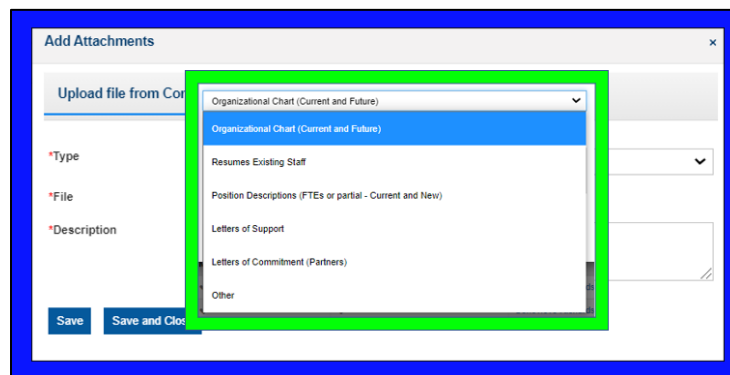 Add Attachments
×
Upload file from Co
Organizational Chart (Current and Future)
Organizational Chart (Current and Future)
*Type
Resumes Existing Staff
*File
Position Descriptions (FTEs or partial - Current and New)
*Description
Letters of Support
Letters of Commitment (Partners)
Other
Save
Save and Clos